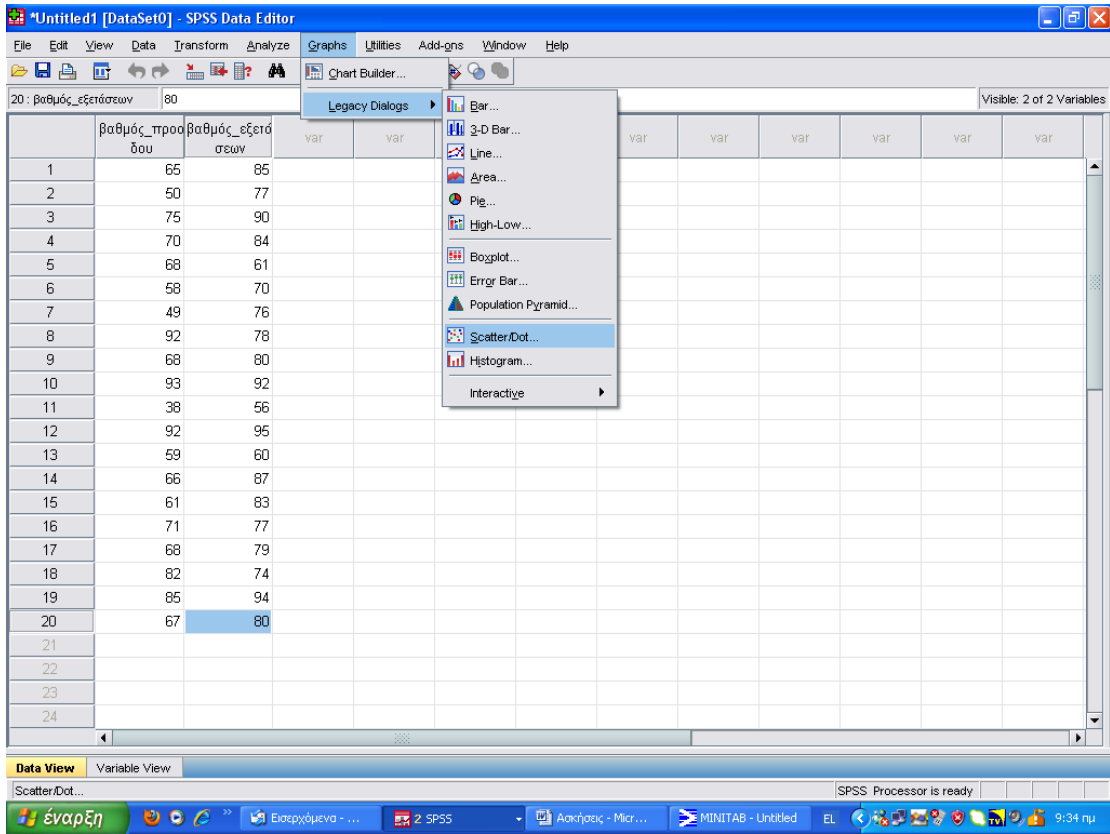 *Untitled1 [DataSet0] - SPSS Data Editor
File Edit View Data Transform Analyze Graphs Utilities Add-ons Window Help
Chart Builder...
20 : βαθμός_εξετάσεων 80 Visible: 2 of 2 Variables
Legacy Dialogs
Bar...
3-D Bar...
Line...
Area...
Pie...
High-Low...
Boxplot...
Error Bar...
Population Pyramid...
Scatter/Dot...
Histogram...
Interactive
βαθμός_προό βαθμός_εξετά var var var var var var var
δου σεων
1 65 85
2 50 77
3 75 90
4 70 84
5 68 61
6 58 70
7 49 76
8 92 78
9 68 80
10 93 92
11 38 56
12 92 95
13 59 60
14 66 87
15 61 83
16 71 77
17 68 79
18 82 74
19 85 94
20 67 80
21
22
23
24
Data View Variable View
Scatter/Dot... SPSS Processor is ready
έναρξη » Εισερχόμενα - ... 2 SPSS Ασκήσεις - Micr... MINITAB - Untitled EL 9:34 πμ